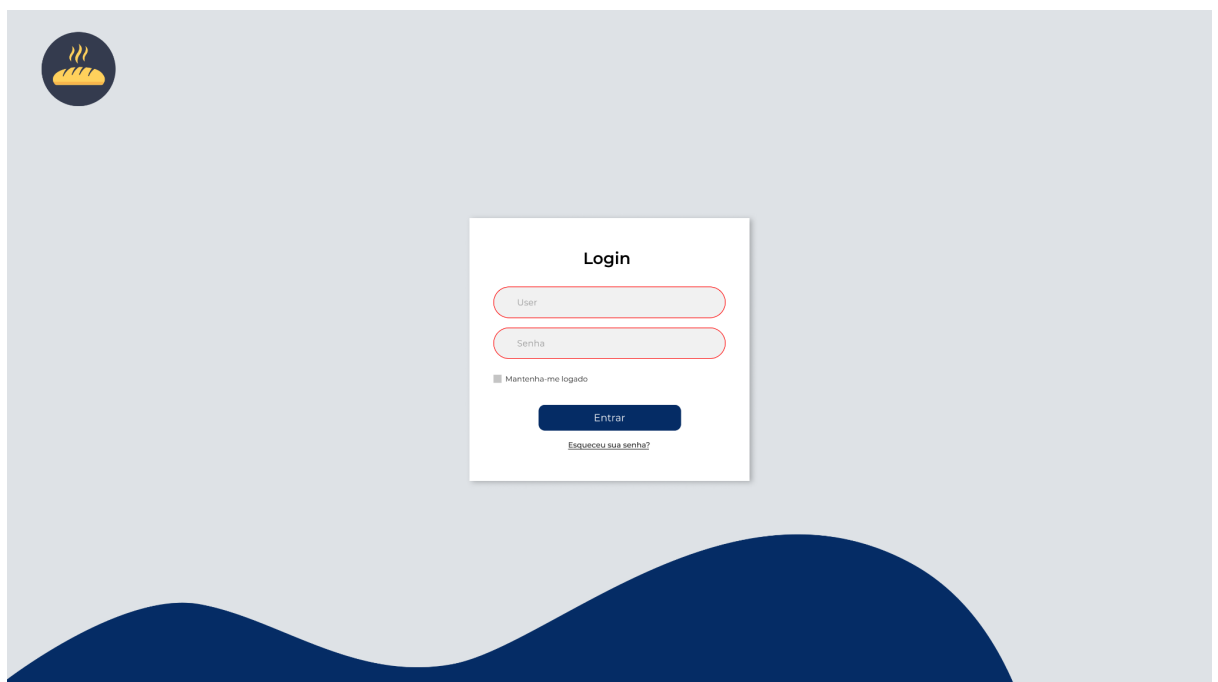 Login
User
Senha
Mantenha-me logado
Entrar
Esqueceu sua senha?